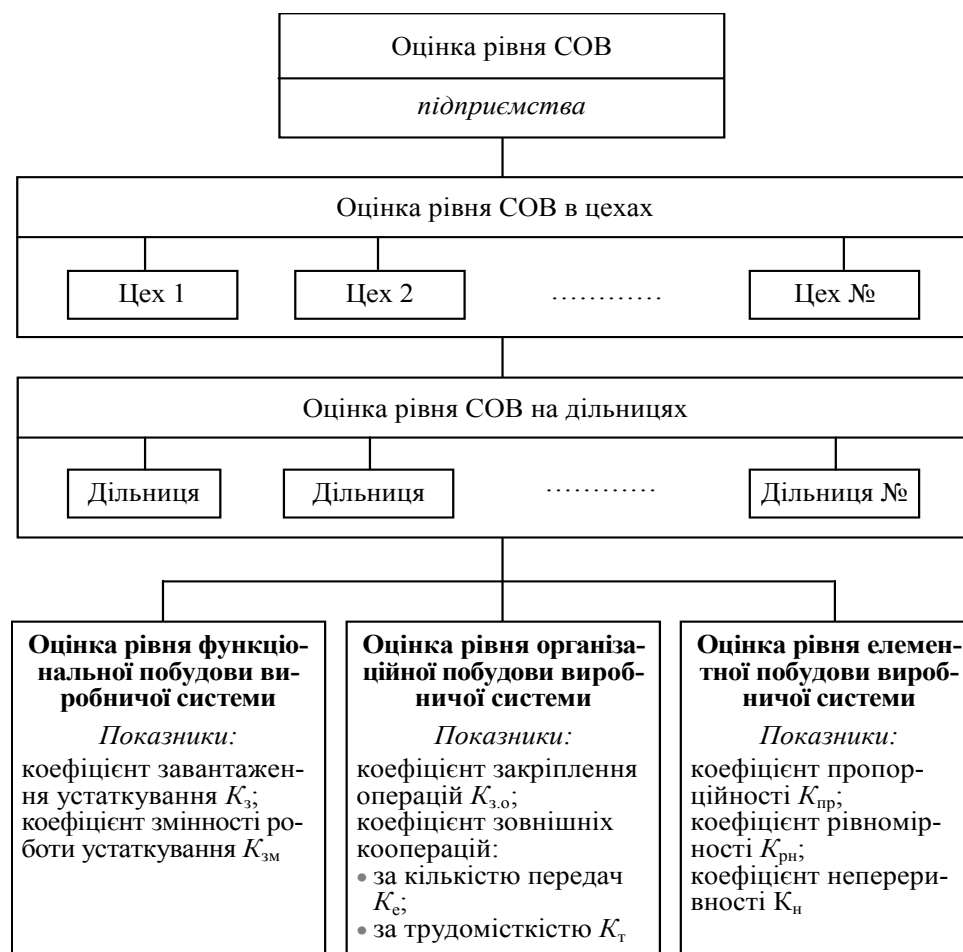 Оцінка рівня СОВ
підприємства
Оцінка рівня СОВ в цехах
Цех 1
Цех 2
…………
Цех №
Оцінка рівня СОВ на дільницях
Дільниця
Дільниця
…………
Дільниця №
Оцінка рівня функціо-
нальної побудови ви-
робничої системи
Показники:
коефіцієнт завантажен-
ня устаткування Kз;
коефіцієнт змінності ро-
боти устаткування Kзм
Оцінка рівня організа-
ційної побудови вироб-
ничої системи
Показники:
коефіцієнт закріплення
операцій Kз.о;
коефіцієнт зовнішніх
кооперацій:
• за кількістю передач
Kе;
• за трудомісткістю Kт
Оцінка рівня елемен-
тної побудови вироб-
ничої системи
Показники:
коефіцієнт пропор-
ційності Kпр;
коефіцієнт рівномір-
ності Kрн;
коефіцієнт непереири-
вності Кн